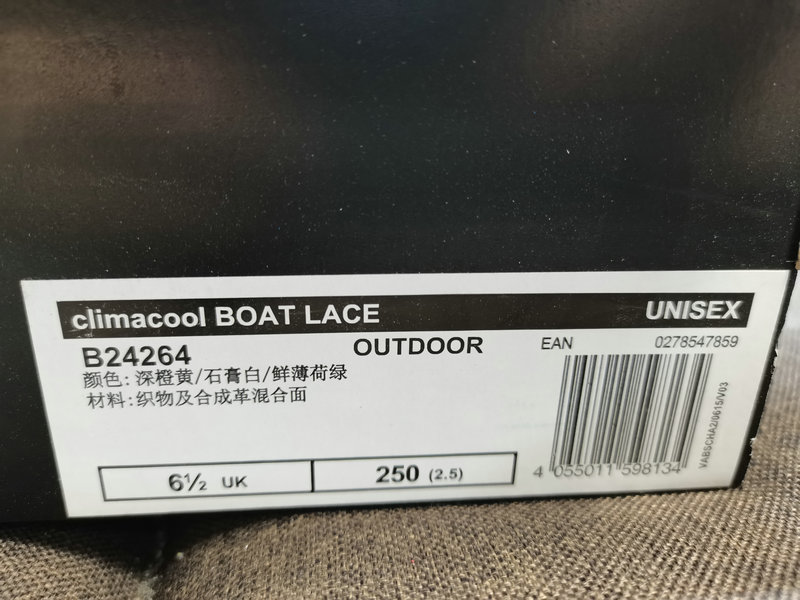 climacool BOAT LACE UNISEX
B24264 OUTDOOR EAN 0278547859
颜色:深橙黄/石膏白/鲜薄荷绿
材料:织物及合成革混合面
6½ UK 250 (2.5)
4 055011 598134
VABSCHA2/0615/V03